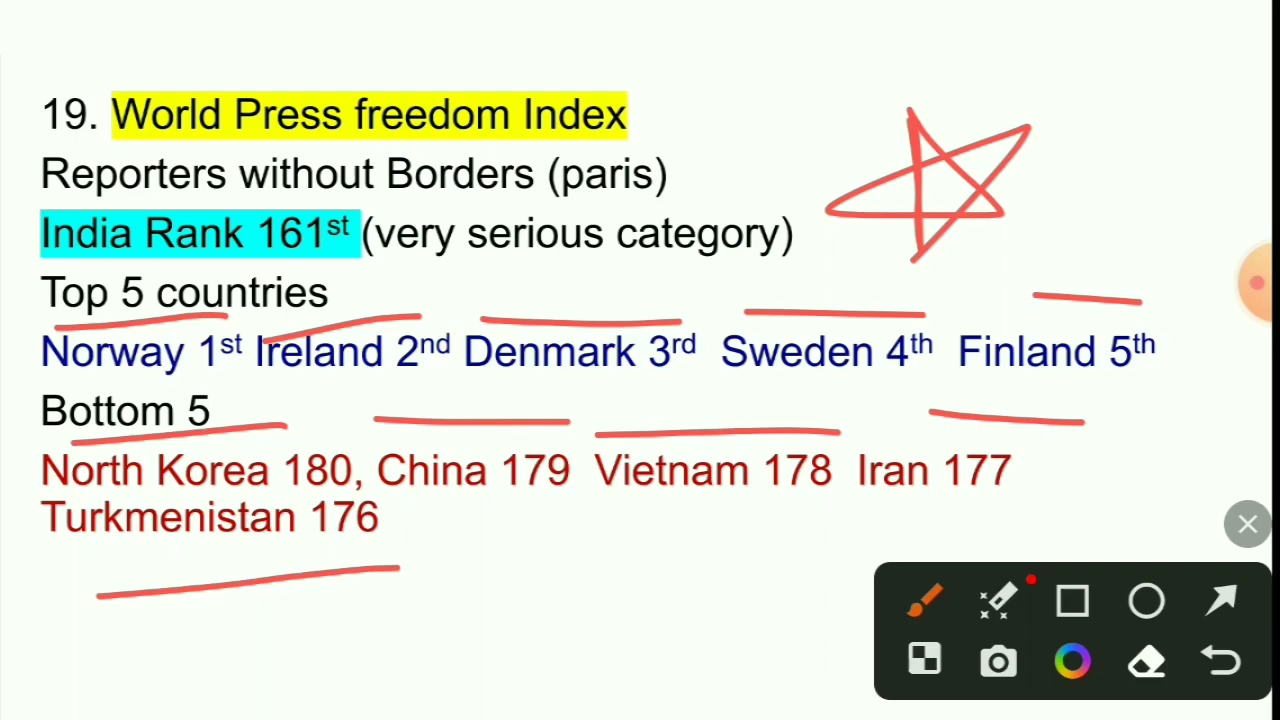 19. World Press freedom Index
Reporters without Borders (paris)
India Rank 161st (very serious category)
Top 5 countries
Norway 1st Ireland 2nd Denmark 3rd Sweden 4th Finland 5th
Bottom 5
North Korea 180, China 179 Vietnam 178 Iran 177
Turkmenistan 176